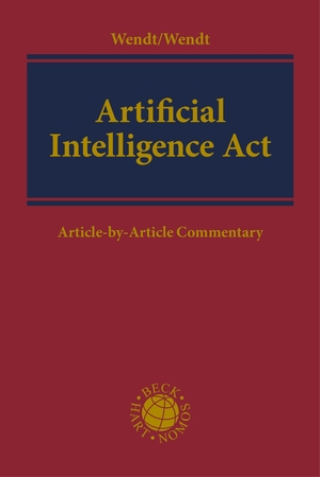 Wendt/Wendt
Artificial
Intelligence Act
Article-by-Article Commentary
BECK · NOMOS · HART